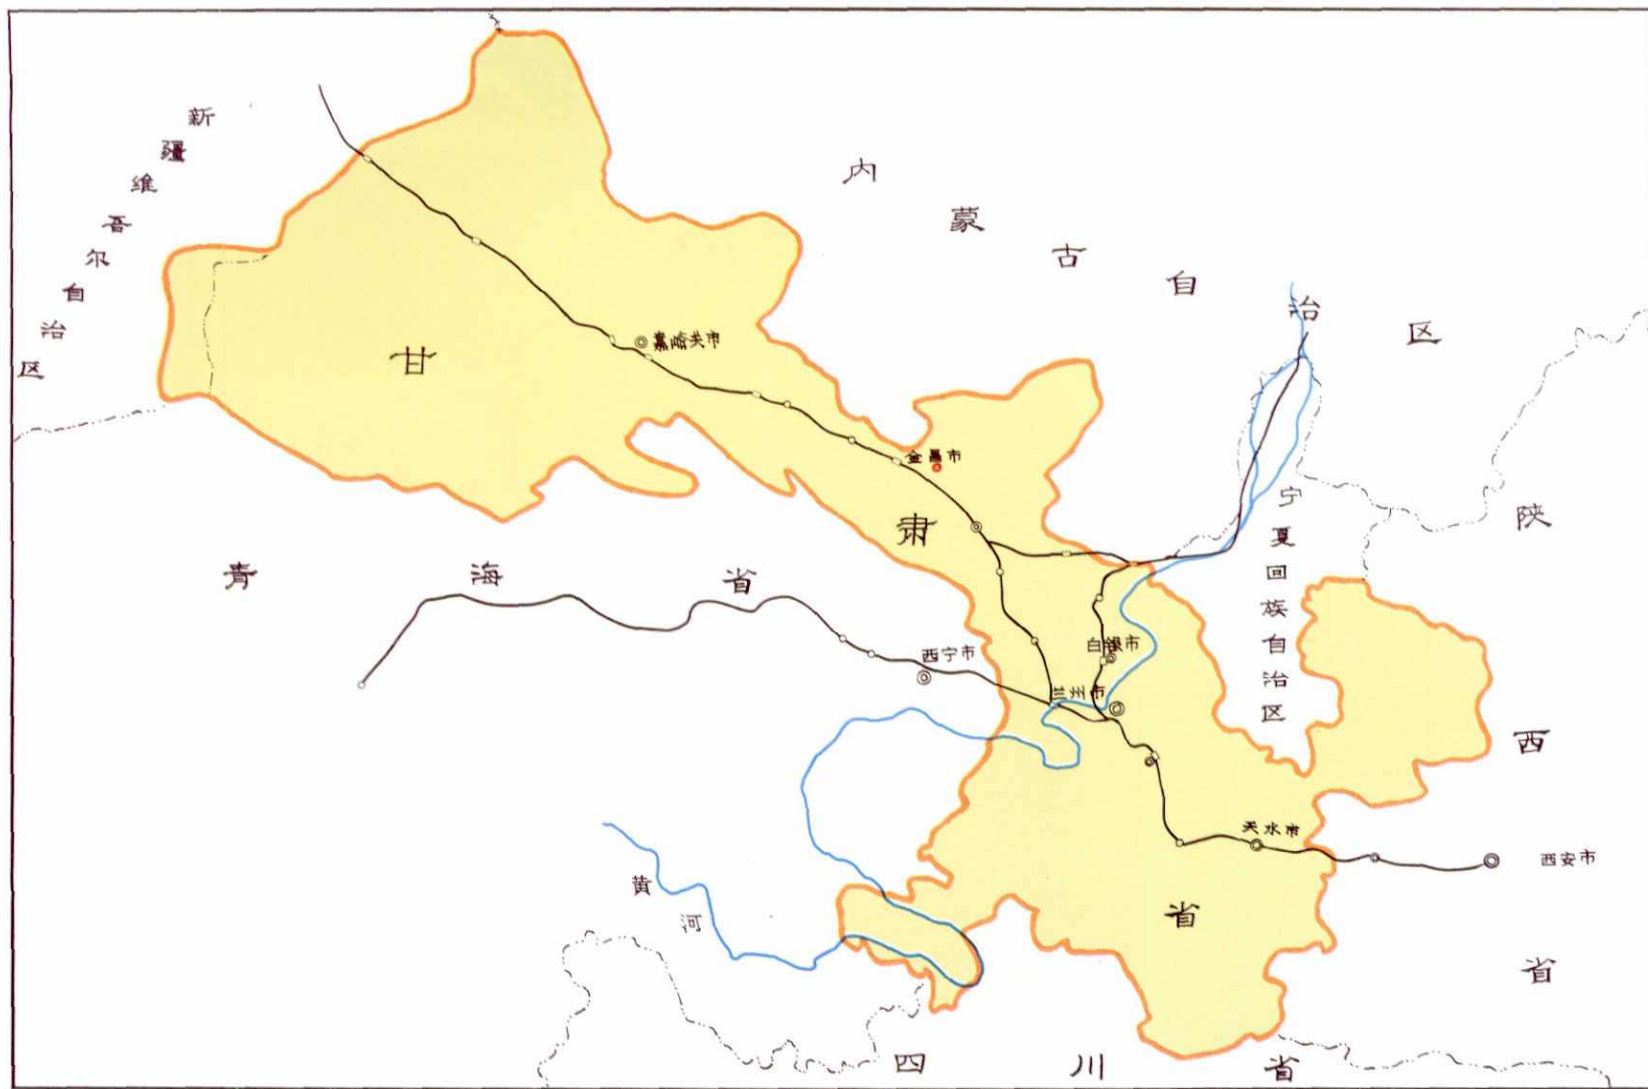 新疆维吾尔自治区
内蒙古自治区
甘肃省
嘉峪关市
金昌市
宁夏回族自治区
陕西省
青海省
西宁市
白银市
兰州市
天水市
西安市
黄河
四川省